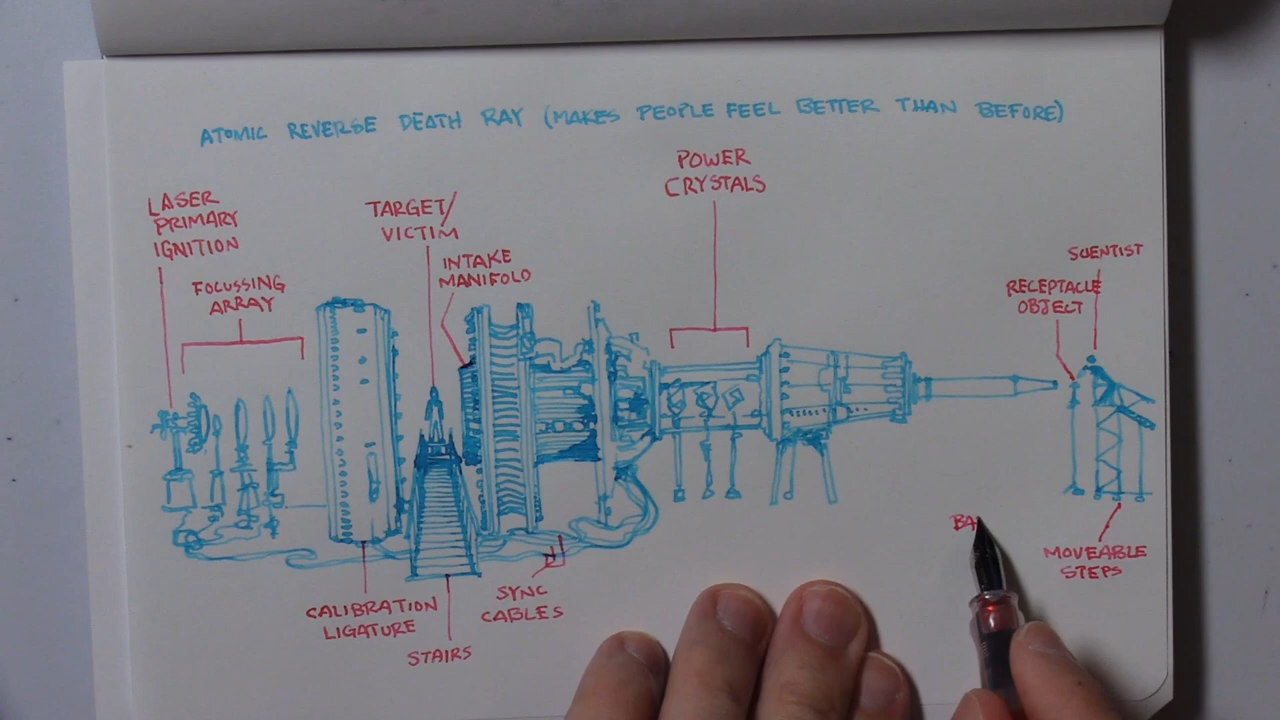 ATOMIC REVERSE DEATH RAY (MAKES PEOPLE FEEL BETTER THAN BEFORE)
LASER
PRIMARY
IGNITION
FOCUSSING
ARRAY
TARGET/
VICTIM
INTAKE
MANIFOLD
POWER
CRYSTALS
SCIENTIST
RECEPTACLE
OBJECT
CALIBRATION
LIGATURE
STAIRS
SYNC
CABLES
BA
MOVEABLE
STEPS